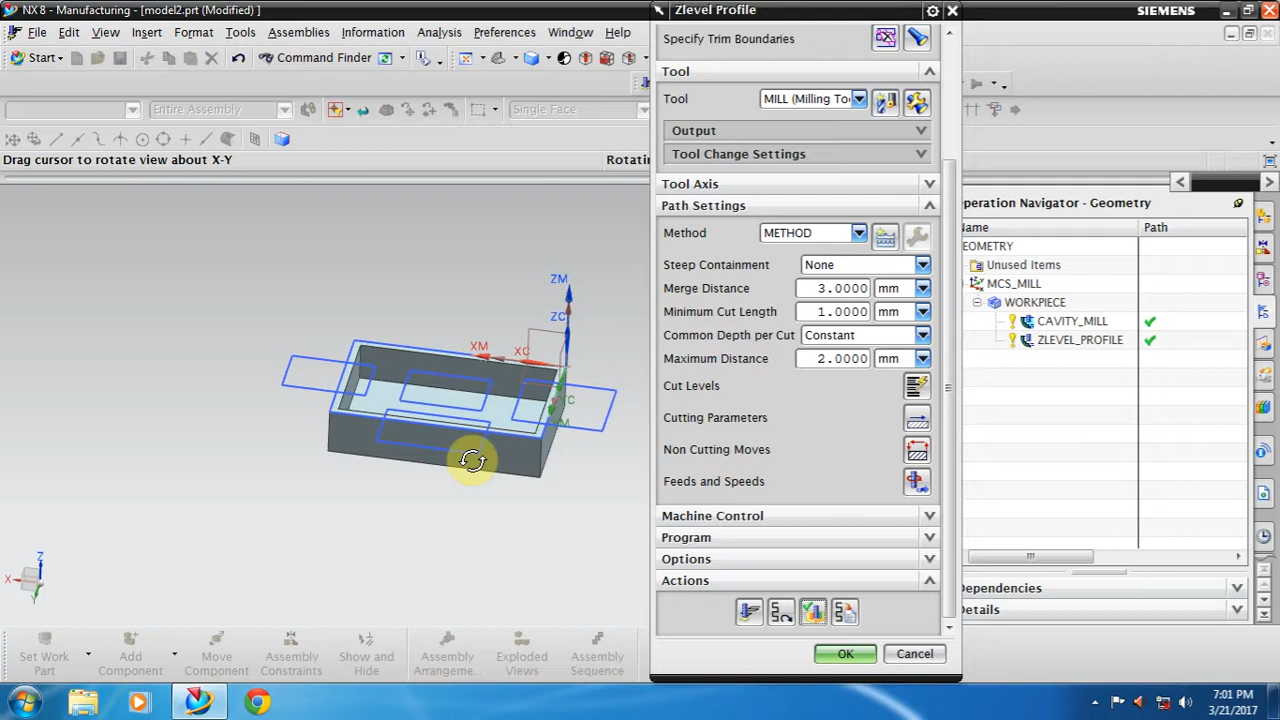 NX 8 - Manufacturing - [model2.prt (Modified) ]
SIEMENS
File Edit View Insert Format Tools Assemblies Information Analysis Preferences Window Help
Start
Command Finder
Entire Assembly
Single Face
Drag cursor to rotate view about X-Y
Rotating
Zlevel Profile
Specify Trim Boundaries
Tool
Tool MILL (Milling To
Output
Tool Change Settings
Tool Axis
Path Settings
Method METHOD
Steep Containment None
Merge Distance 3.0000 mm
Minimum Cut Length 1.0000 mm
Common Depth per Cut Constant
Maximum Distance 2.0000 mm
Cut Levels
Cutting Parameters
Non Cutting Moves
Feeds and Speeds
Machine Control
Program
Options
Actions
OK Cancel
peration Navigator - Geometry
Name Path
EOMETRY
Unused Items
MCS_MILL
WORKPIECE
CAVITY_MILL
ZLEVEL_PROFILE
Dependencies
Details
ZM
ZC
XM
XC
YC
M
Z
X
Set Work Part
Add Component
Move Component
Assembly Constraints
Show and Hide
Assembly Arrangeme...
Exploded Views
Assembly Sequence
7:01 PM
3/21/2017